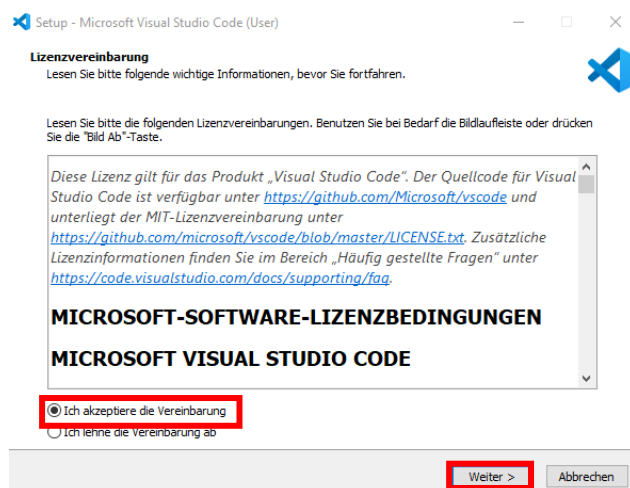 Setup - Microsoft Visual Studio Code (User)
Lizenzvereinbarung
Lesen Sie bitte folgende wichtige Informationen, bevor Sie fortfahren.
Lesen Sie bitte die folgenden Lizenzvereinbarungen. Benutzen Sie bei Bedarf die Bildlaufleiste oder drücken
Sie die "Bild Ab"-Taste.
Diese Lizenz gilt für das Produkt „Visual Studio Code“. Der Quellcode für Visual
Studio Code ist verfügbar unter https://github.com/Microsoft/vscode und
unterliegt der MIT-Lizenzvereinbarung unter
https://github.com/microsoft/vscode/blob/master/LICENSE.txt. Zusätzliche
Lizenzinformationen finden Sie im Bereich „Häufig gestellte Fragen“ unter
https://code.visualstudio.com/docs/supporting/faq.
MICROSOFT-SOFTWARE-LIZENZBEDINGUNGEN
MICROSOFT VISUAL STUDIO CODE
Ich akzeptiere die Vereinbarung
Ich lehne die Vereinbarung ab
Weiter > Abbrechen